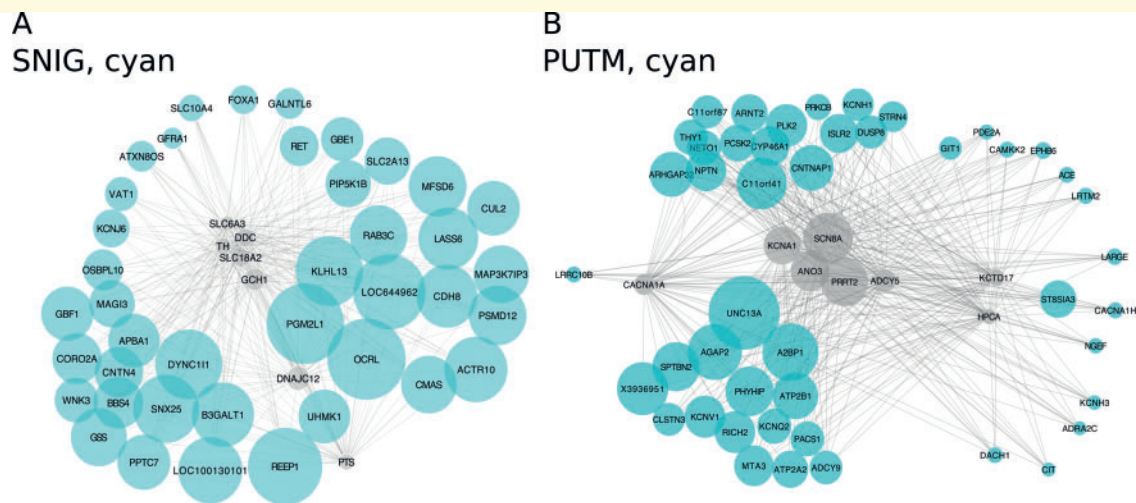 A
SNIG, cyan
FOXA1
SLC10A4
GALNTL6
GFRA1
RET
GBE1
ATXN8OS
SLC2A13
PIP5K1B
MFSD6
VAT1
CUL2
KCNJ6
SLC6A3
DDC
RAB3C
LASS6
TH
SLC18A2
OSBPL10
GCH1
KLHL13
MAP3K7IP3
LOC644962
CDH8
MAGI3
GBF1
PGM2L1
PSMD12
APBA1
CORO2A
DYNC1I1
OCRL
CNTN4
DNAJC12
CMAS
ACTR10
WNK3
BBS4
SNX25
B3GALT1
UHMK1
GSS
PPTC7
LOC100130101
REEP1
PTS
B
PUTM, cyan
C11orf87
ARNT2
PRKCB
KCNH1
STRN4
PLK2
THY1
PCSK2
CYP46A1
ISLR2
DUSP8
NETO1
GIT1
PDE2A
CAMKK2
EPHB6
NPTN
CNTNAP1
ARHGAP32
C11orf41
ACE
LRTM2
SCN8A
KCNA1
LARGE
LRRC10B
ANO3
CACNA1A
PRRT2
ADCY5
KCTD17
ST8SIA3
CACNA1H
UNC13A
HPCA
NGEF
AGAP2
A2BP1
SPTBN2
X3936951
PHYHIP
ATP2B1
KCNH3
CLSTN3
KCNV1
ADRA2C
RICH2
KCNQ2
PACS1
DACH1
MTA3
ATP2A2
ADCY9
CIT